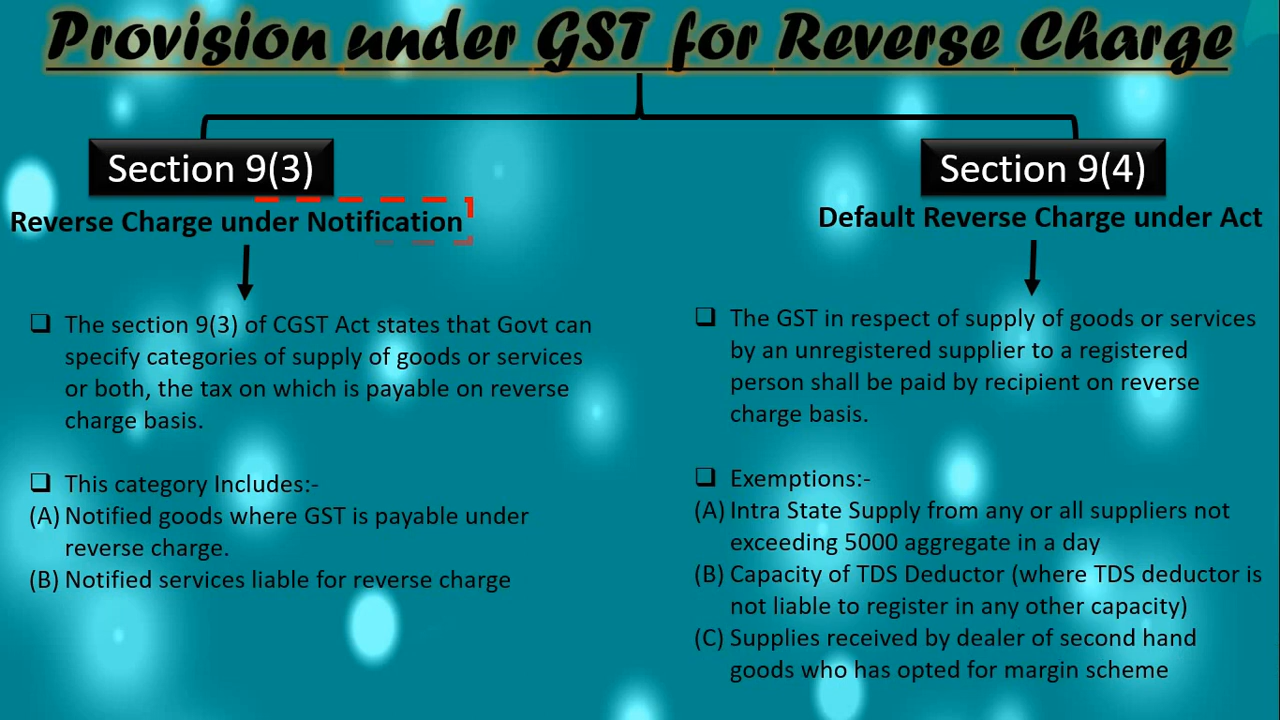 Provision under GST for Reverse Charge
Section 9(3)
Reverse Charge under Notification
❑ The section 9(3) of CGST Act states that Govt can
specify categories of supply of goods or services
or both, the tax on which is payable on reverse
charge basis.
❑ This category Includes:-
(A) Notified goods where GST is payable under
reverse charge.
(B) Notified services liable for reverse charge
Section 9(4)
Default Reverse Charge under Act
❑ The GST in respect of supply of goods or services
by an unregistered supplier to a registered
person shall be paid by recipient on reverse
charge basis.
❑ Exemptions:-
(A) Intra State Supply from any or all suppliers not
exceeding 5000 aggregate in a day
(B) Capacity of TDS Deductor (where TDS deductor is
not liable to register in any other capacity)
(C) Supplies received by dealer of second hand
goods who has opted for margin scheme